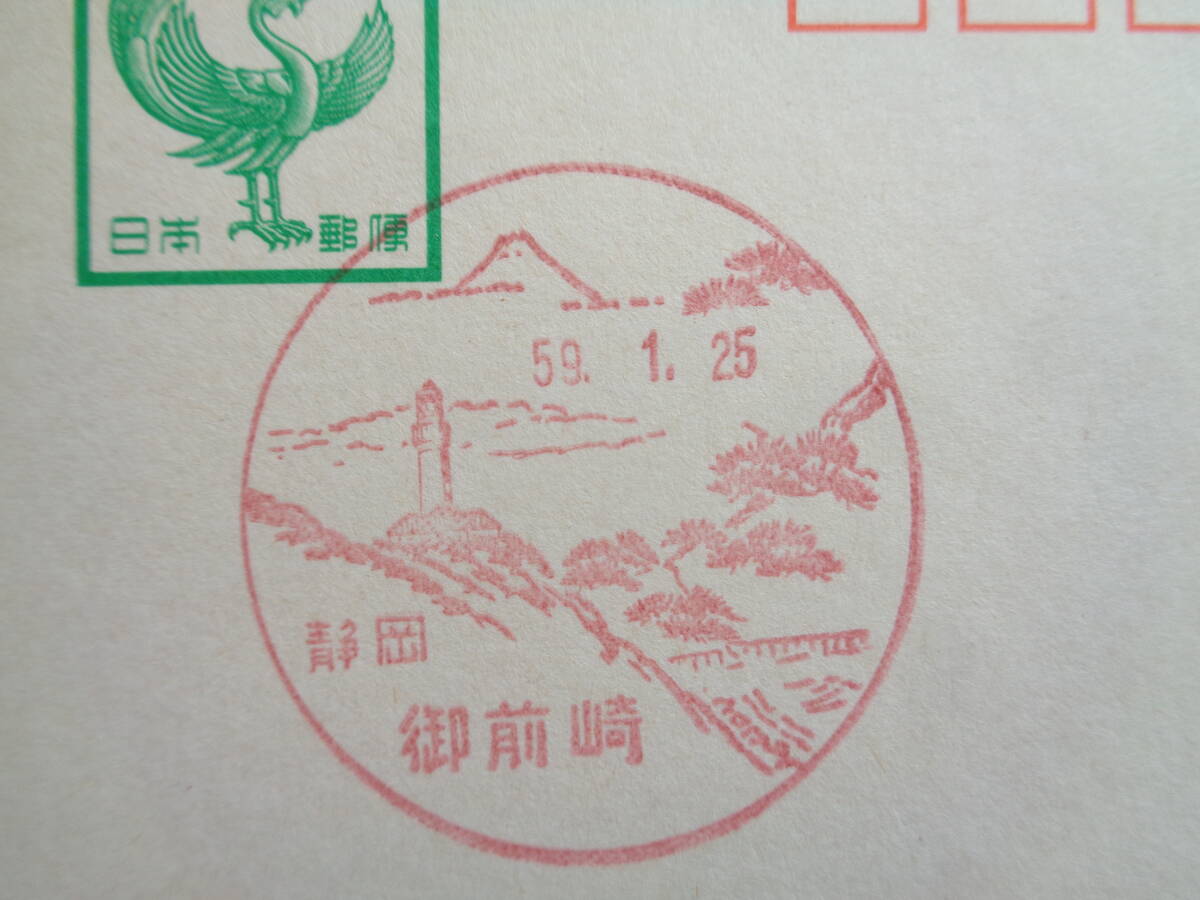 日本 郵便
59. 1. 25
静岡
御前崎